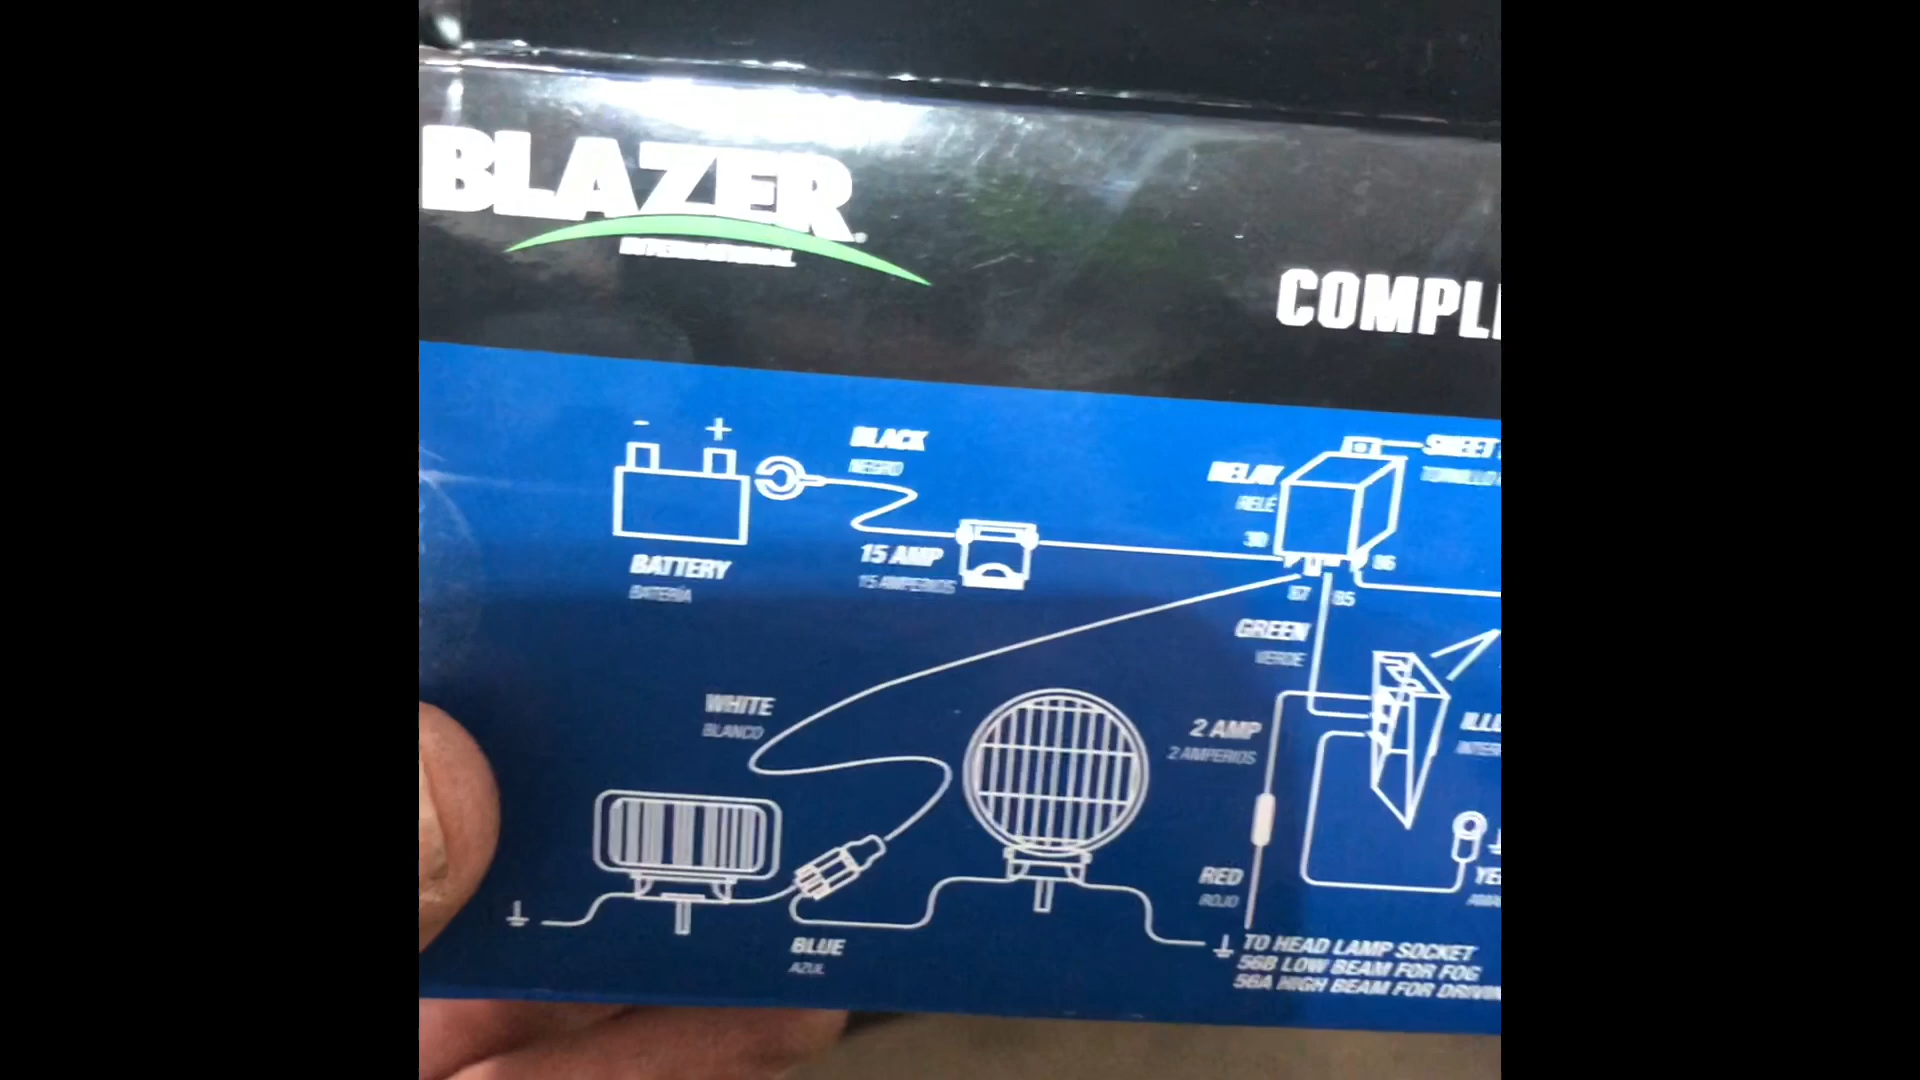 BLAZER
INTERNATIONAL
COMPL
- +
BLACK
NEGRO
RELAY
RELÉ
30
86
15 AMP
15 AMPERIOS
BATTERY
BATERÍA
87 85
GREEN
VERDE
WHITE
BLANCO
2 AMP
2 AMPERIOS
RED
ROJO
BLUE
AZUL
TO HEAD LAMP SOCKET
56B LOW BEAM FOR FOG
56A HIGH BEAM FOR DRIVIN